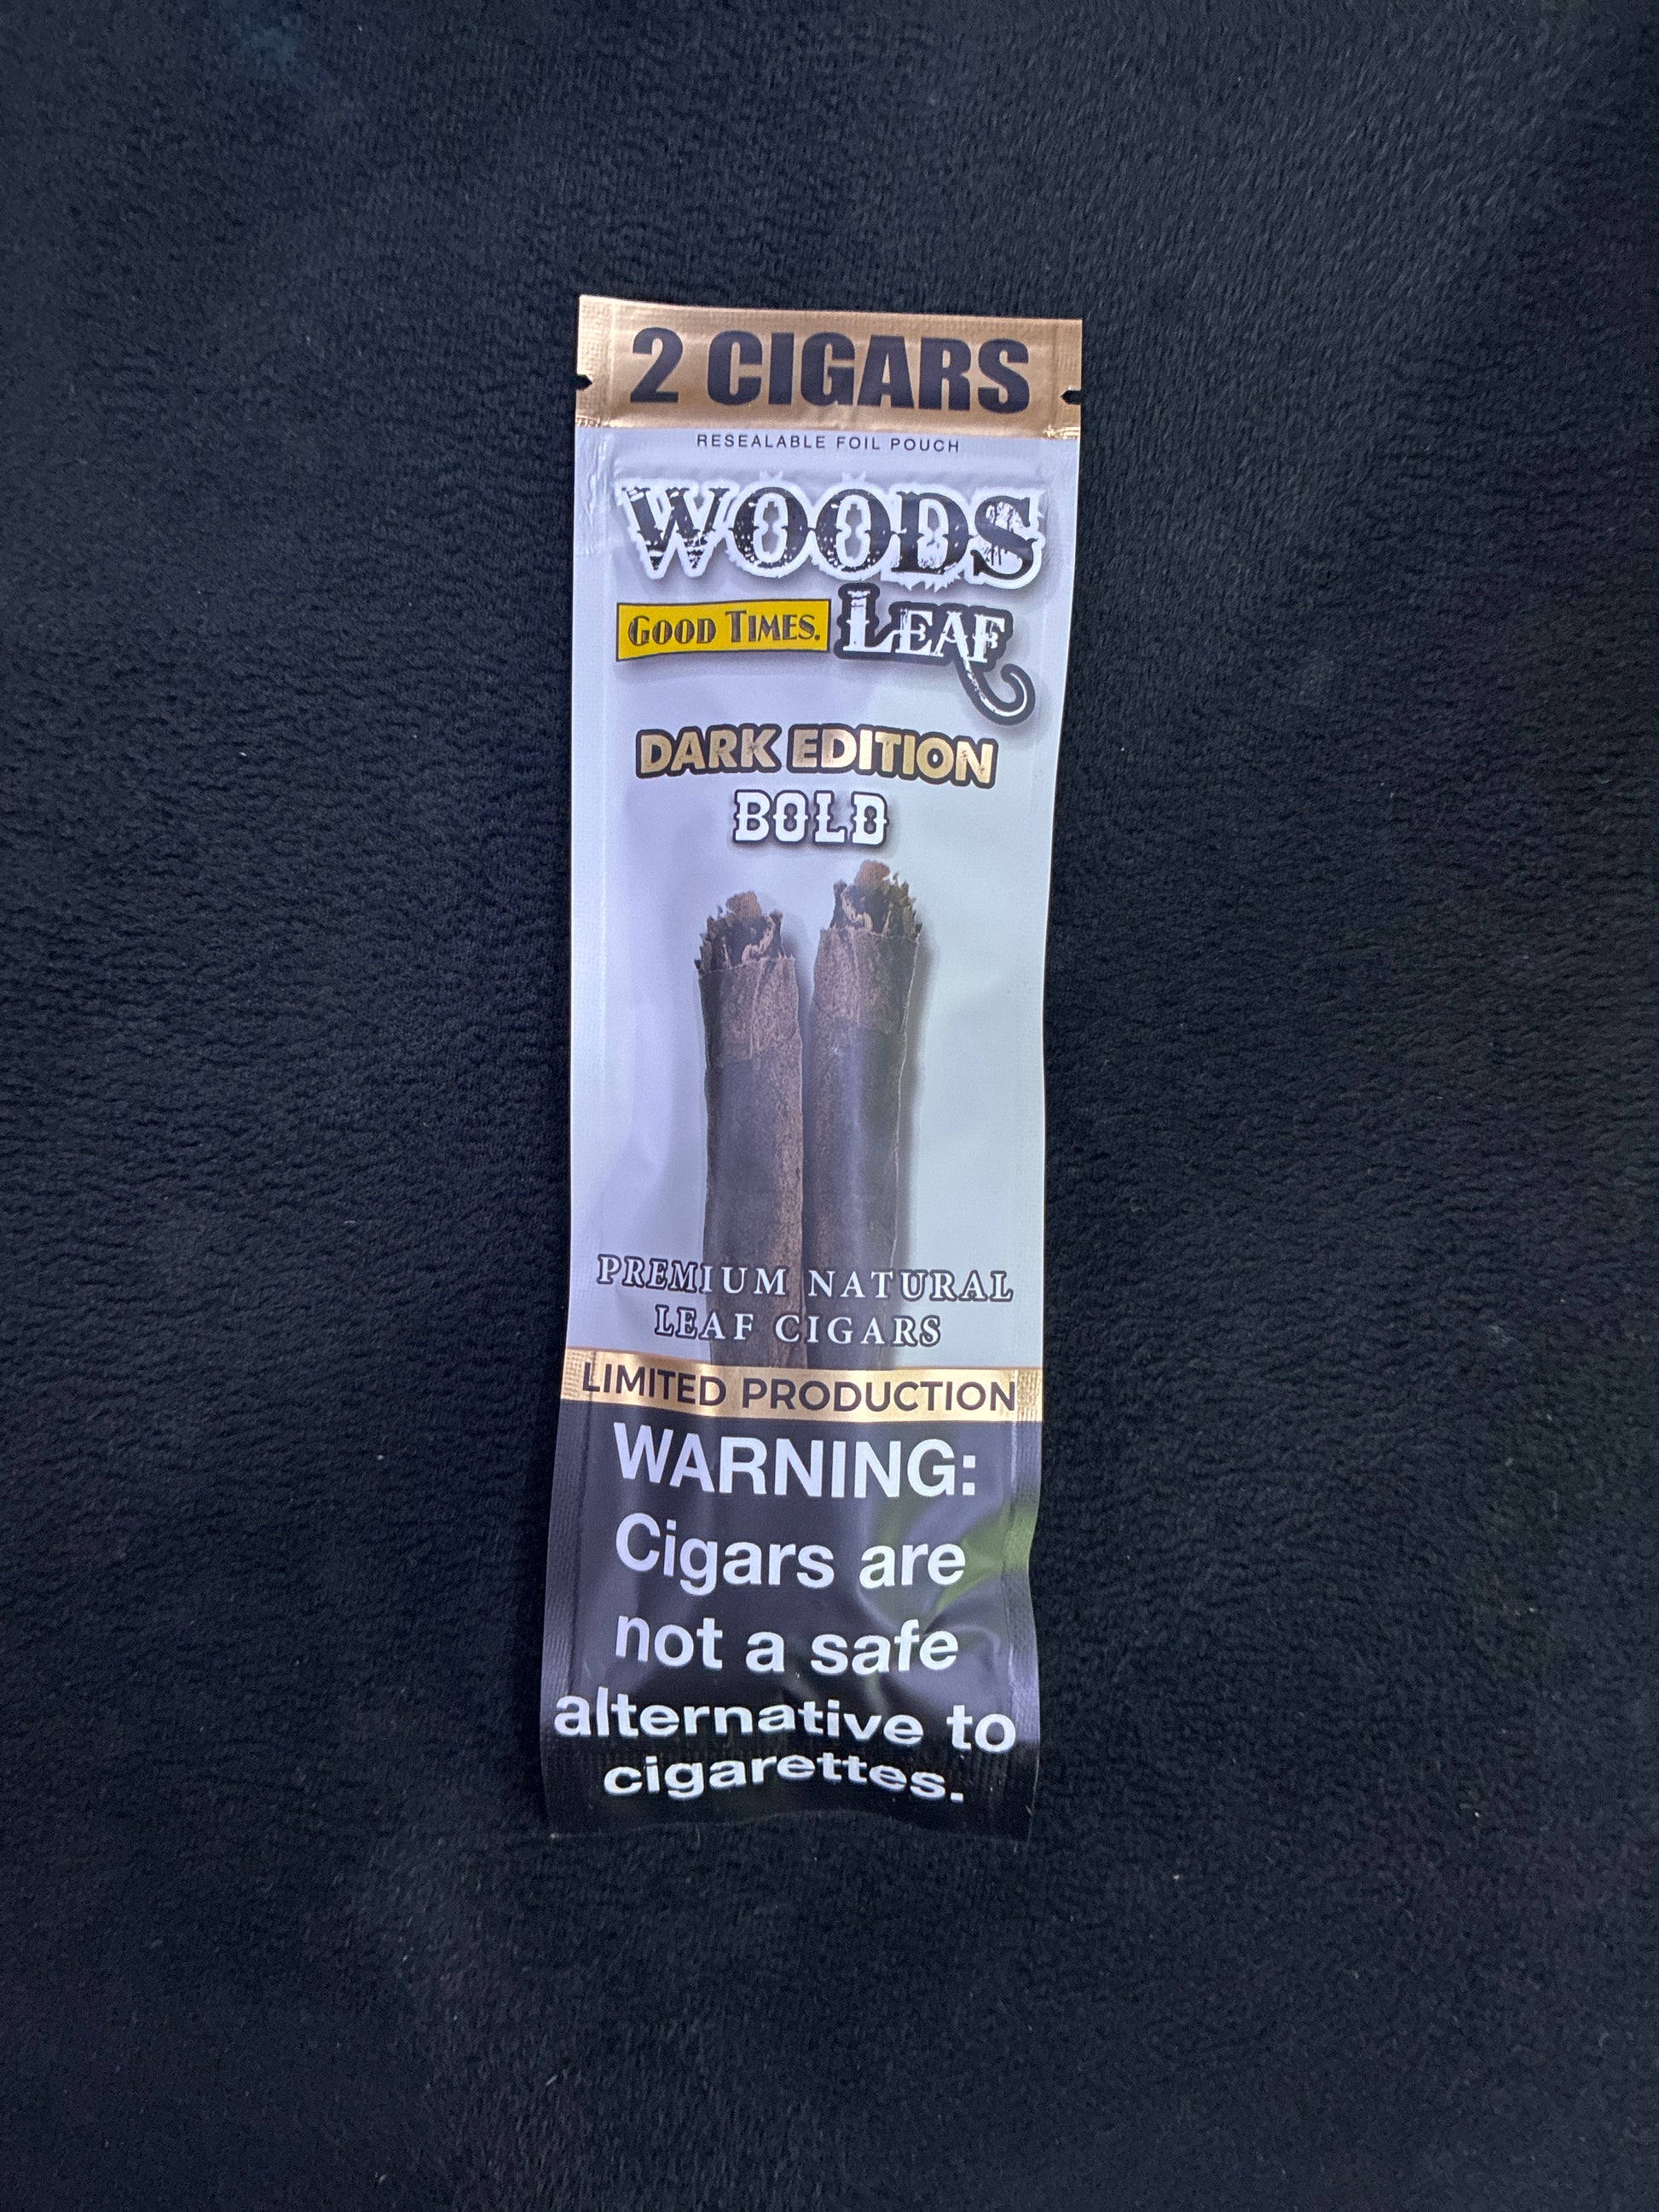 2 CIGARS
RESEALABLE FOIL POUCH
WOODS
GOOD TIMES. LEAF
DARK EDITION
BOLD
PREMIUM NATURAL
LEAF CIGARS
LIMITED PRODUCTION
WARNING:
Cigars are
not a safe
alternative to
cigarettes.